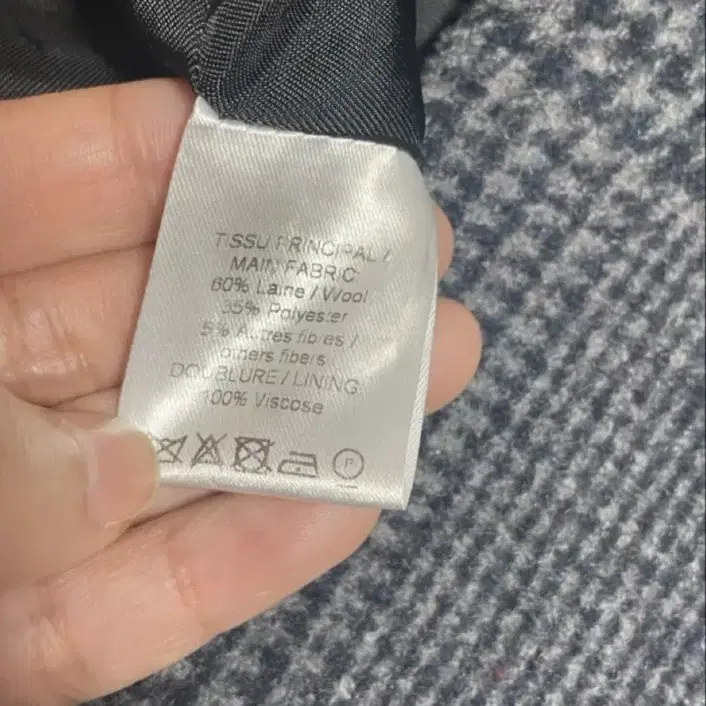 TISSU PRINCIPAL /
MAIN FABRIC:
60% Laine / Wool
35% Polyester
5% Autres fibres /
others fibers
DOUBLURE / LINING:
100% Viscose
P